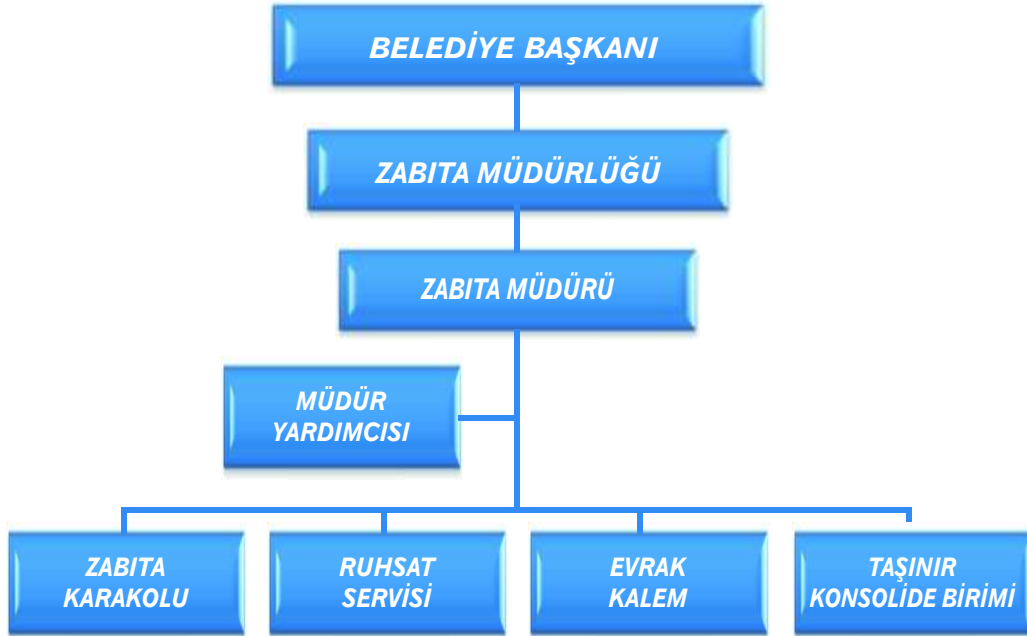 BELEDİYE BAŞKANI
ZABITA MÜDÜRLÜĞÜ
ZABITA MÜDÜRÜ
MÜDÜR
YARDIMCISI
ZABITA
KARAKOLU
RUHSAT
SERVİSİ
EVRAK
KALEM
TAŞINIR
KONSOLİDE BİRİMİ